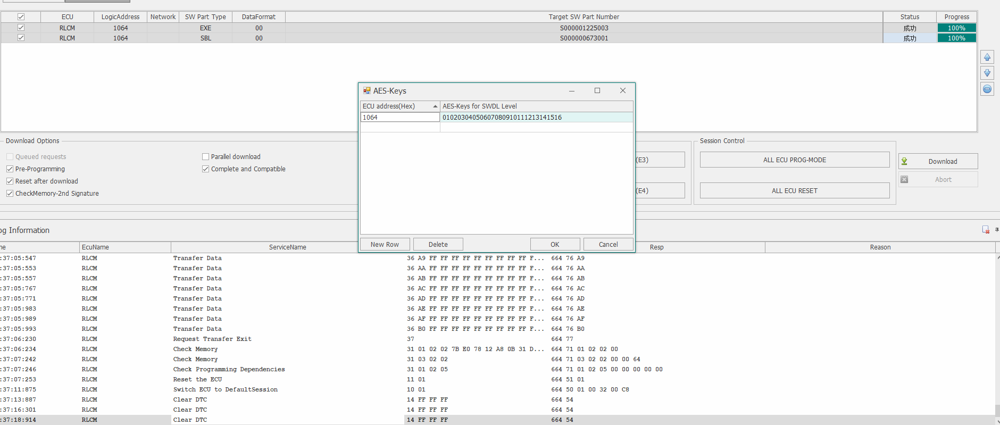 ECU LogicAddress Network SW Part Type DataFormat Target SW Part Number Status Progress
RLCM 1064 EXE 00 S000001225003 成功 100%
RLCM 1064 SBL 00 S000000673001 成功 100%
AES-Keys
ECU address(Hex) AES-Keys for SWDL Level
1064 01020304050607080910111213141516
New Row Delete OK Cancel
Download Options
Queued requests Parallel download
Pre-Programming Complete and Compatible
Reset after download
CheckMemory-2nd Signature
(E3)
(E4)
Session Control
ALL ECU PROG-MODE
ALL ECU RESET
Download
Abort
og Information
me EcuName ServiceName Resp Reason
:37:05:547 RLCM Transfer Data 36 A9 FF FF FF FF FF FF FF FF FF F... 664 76 A9
:37:05:553 RLCM Transfer Data 36 AA FF FF FF FF FF FF FF FF FF F... 664 76 AA
:37:05:557 RLCM Transfer Data 36 AB FF FF FF FF FF FF FF FF FF F... 664 76 AB
:37:05:767 RLCM Transfer Data 36 AC FF FF FF FF FF FF FF FF FF F... 664 76 AC
:37:05:771 RLCM Transfer Data 36 AD FF FF FF FF FF FF FF FF FF F... 664 76 AD
:37:05:983 RLCM Transfer Data 36 AE FF FF FF FF FF FF FF FF FF F... 664 76 AE
:37:05:989 RLCM Transfer Data 36 AF FF FF FF FF FF FF FF FF FF F... 664 76 AF
:37:05:993 RLCM Transfer Data 36 B0 FF FF FF FF FF FF FF FF FF F... 664 76 B0
:37:06:230 RLCM Request Transfer Exit 37 664 77
:37:06:234 RLCM Check Memory 31 01 02 02 7B E0 78 12 A8 0B 31 D... 664 71 01 02 02 00
:37:07:242 RLCM Check Memory 31 03 02 02 664 71 03 02 02 00 00 64
:37:07:246 RLCM Check Programming Dependencies 31 01 02 05 664 71 01 02 05 00 00 00 00 00
:37:07:253 RLCM Reset the ECU 11 01 664 51 01
:37:11:875 RLCM Switch ECU to DefaultSession 10 01 664 50 01 00 32 00 C8
:37:13:887 RLCM Clear DTC 14 FF FF FF 664 54
:37:16:301 RLCM Clear DTC 14 FF FF FF 664 54
:37:18:914 RLCM Clear DTC 14 FF FF FF 664 54